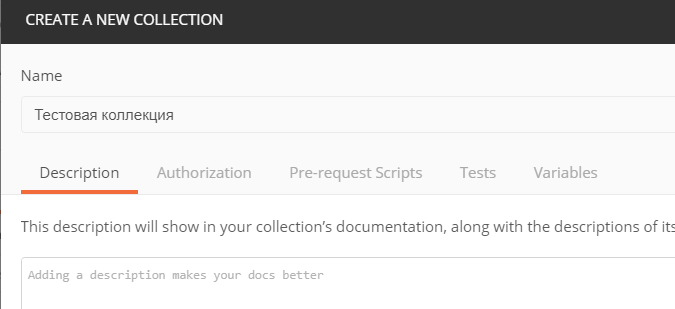 CREATE A NEW COLLECTION
Name
Тестовая коллекция
Description Authorization Pre-request Scripts Tests Variables
This description will show in your collection’s documentation, along with the descriptions of its
Adding a description makes your docs better